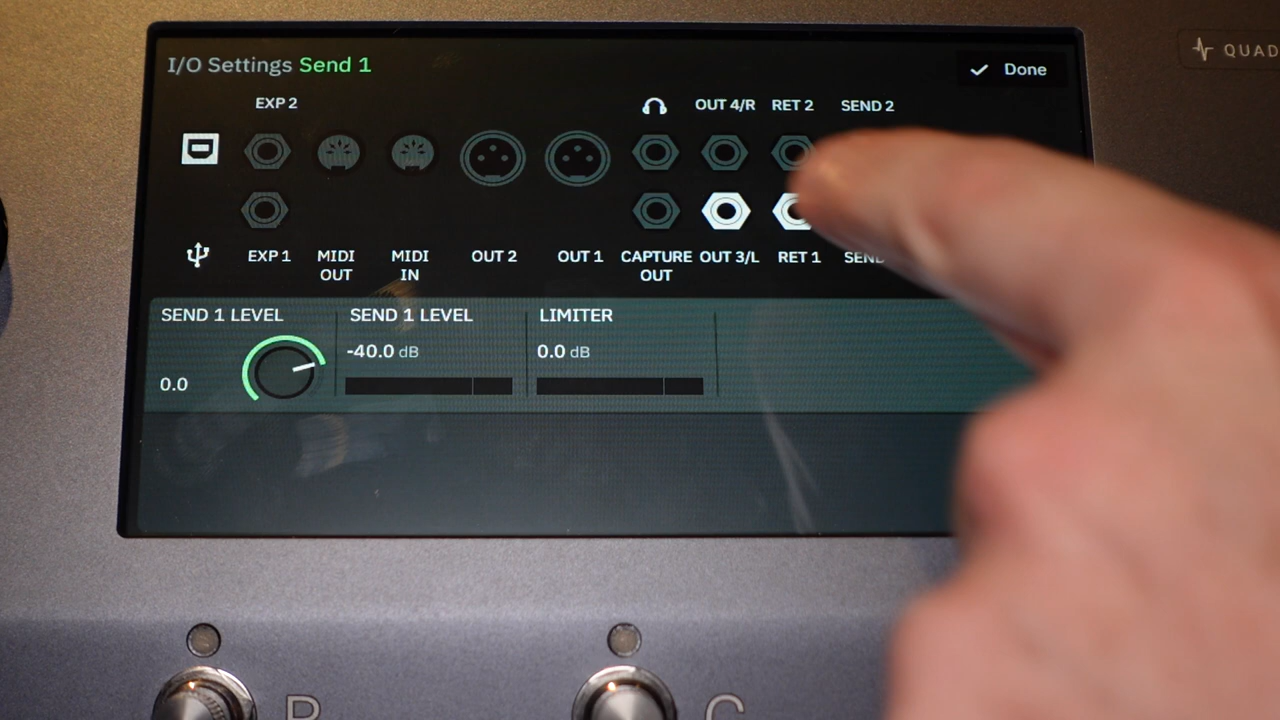 I/O Settings Send 1
Done
QUAD
EXP 2
OUT 4/R
RET 2
SEND 2
EXP 1
MIDI OUT
MIDI IN
OUT 2
OUT 1
CAPTURE OUT
OUT 3/L
RET 1
SEND
SEND 1 LEVEL
0.0
SEND 1 LEVEL
-40.0 dB
LIMITER
0.0 dB
C